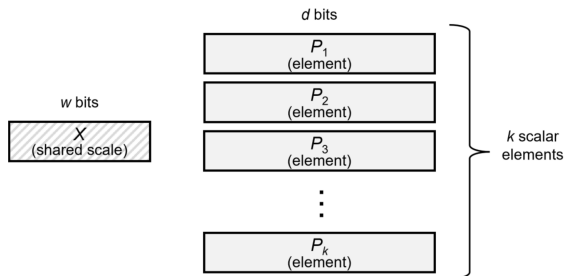 d bits
P1
(element)
P2
(element)
w bits
X
(shared scale)
P3
(element)
k scalar
elements
Pk
(element)